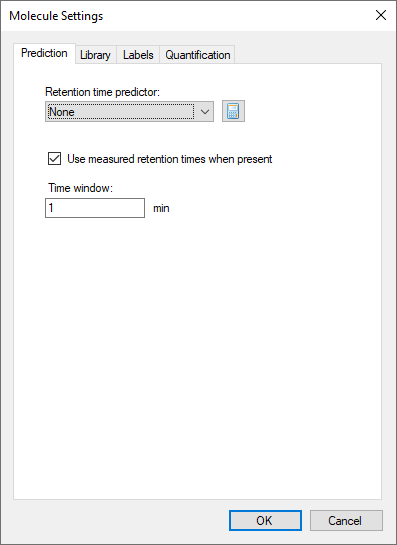 Molecule Settings
Prediction Library Labels Quantification
Retention time predictor:
None
Use measured retention times when present
Time window:
1 min
OK Cancel